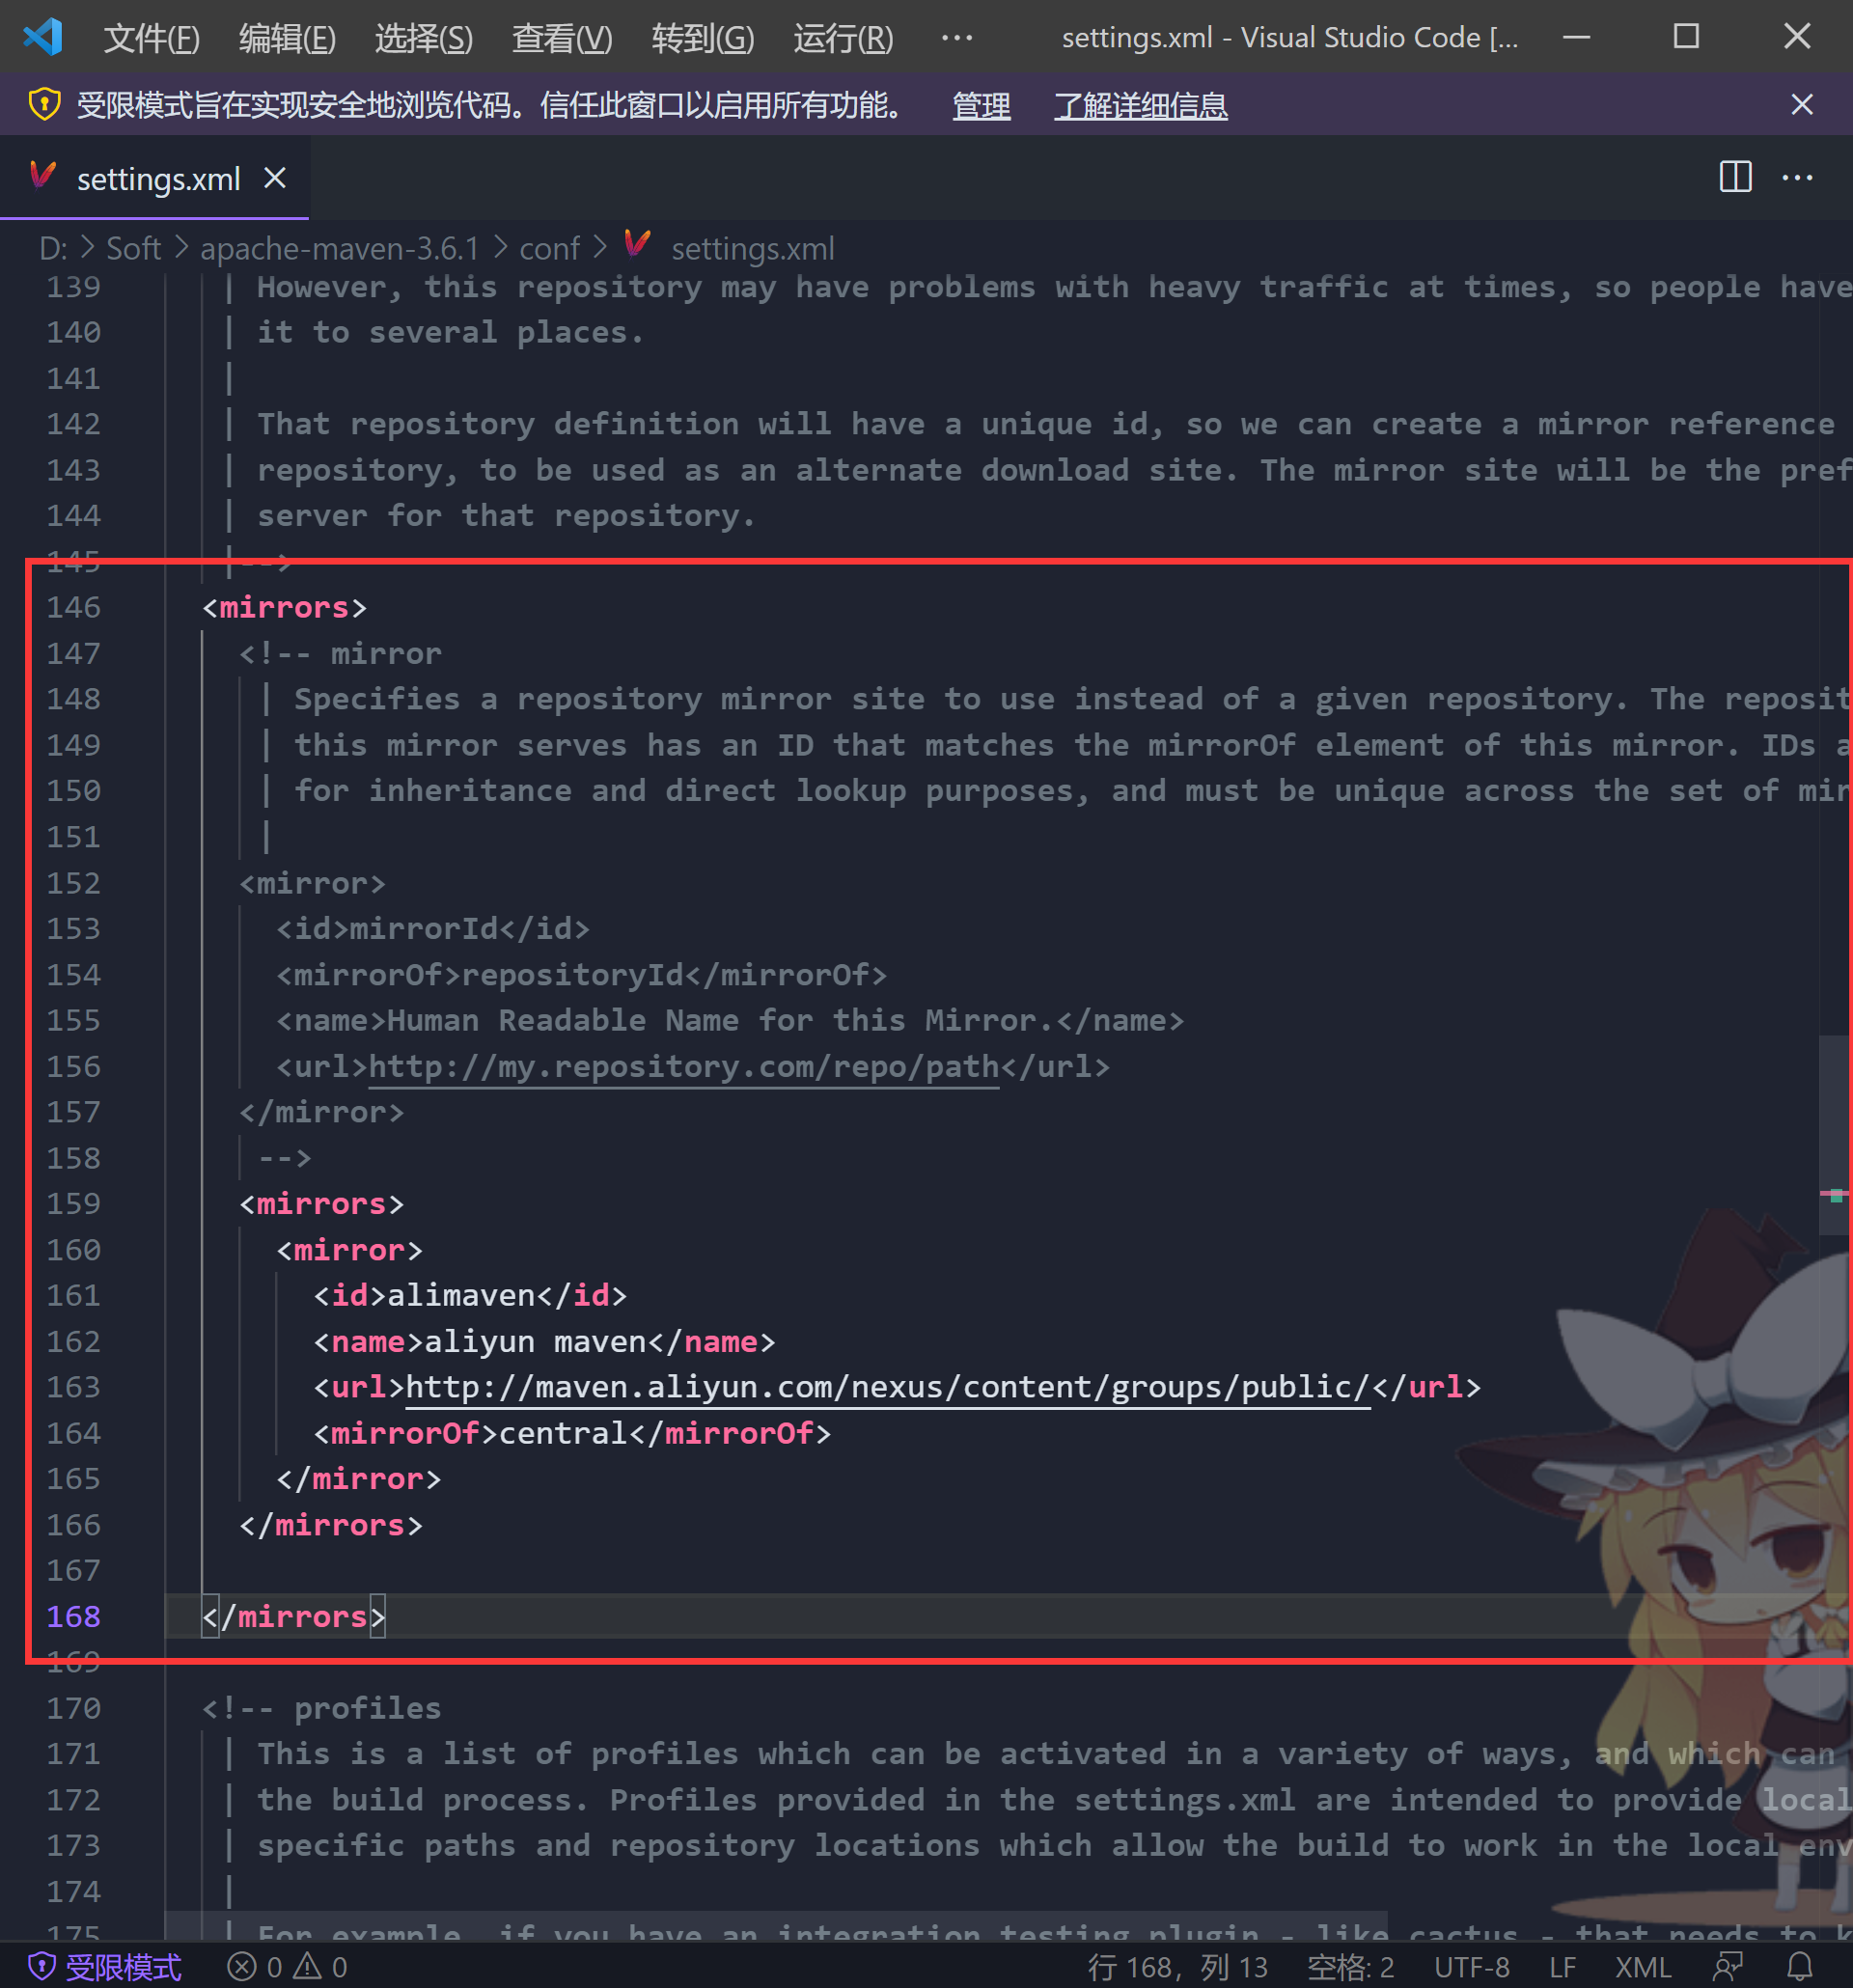 文件(F) 编辑(E) 选择(S) 查看(V) 转到(G) 运行(R) ··· settings.xml - Visual Studio Code [...
受限模式旨在实现安全地浏览代码。信任此窗口以启用所有功能。 管理 了解详细信息
settings.xml
D: > Soft > apache-maven-3.6.1 > conf > settings.xml
139 | However, this repository may have problems with heavy traffic at times, so people have
140 | it to several places.
141 |
142 | That repository definition will have a unique id, so we can create a mirror reference
143 | repository, to be used as an alternate download site. The mirror site will be the pref
144 | server for that repository.
145 |-->
146 <mirrors>
147 <!-- mirror
148 | Specifies a repository mirror site to use instead of a given repository. The reposit
149 | this mirror serves has an ID that matches the mirrorOf element of this mirror. IDs a
150 | for inheritance and direct lookup purposes, and must be unique across the set of mir
151 |
152 <mirror>
153 <id>mirrorId</id>
154 <mirrorOf>repositoryId</mirrorOf>
155 <name>Human Readable Name for this Mirror.</name>
156 <url>http://my.repository.com/repo/path</url>
157 </mirror>
158 -->
159 <mirrors>
160 <mirror>
161 <id>alimaven</id>
162 <name>aliyun maven</name>
163 <url>http://maven.aliyun.com/nexus/content/groups/public/</url>
164 <mirrorOf>central</mirrorOf>
165 </mirror>
166 </mirrors>
167
168 </mirrors>
169
170 <!-- profiles
171 | This is a list of profiles which can be activated in a variety of ways, and which can
172 | the build process. Profiles provided in the settings.xml are intended to provide local
173 | specific paths and repository locations which allow the build to work in the local env
174 |
175 | For example, if you have an integration testing plugin - like cactus - that needs to k
受限模式 0 0 行 168，列 13 空格: 2 UTF-8 LF XML